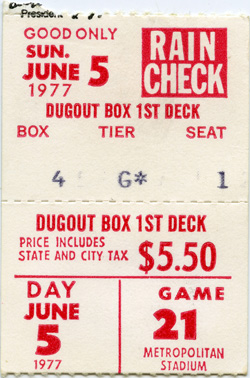 President
GOOD ONLY
SUN.
JUNE 5
1977
RAIN
CHECK
DUGOUT BOX 1ST DECK
BOX TIER SEAT
4 G* 1
DUGOUT BOX 1ST DECK
PRICE INCLUDES
STATE AND CITY TAX
$5.50
DAY
JUNE
5
1977
GAME
21
METROPOLITAN
STADIUM